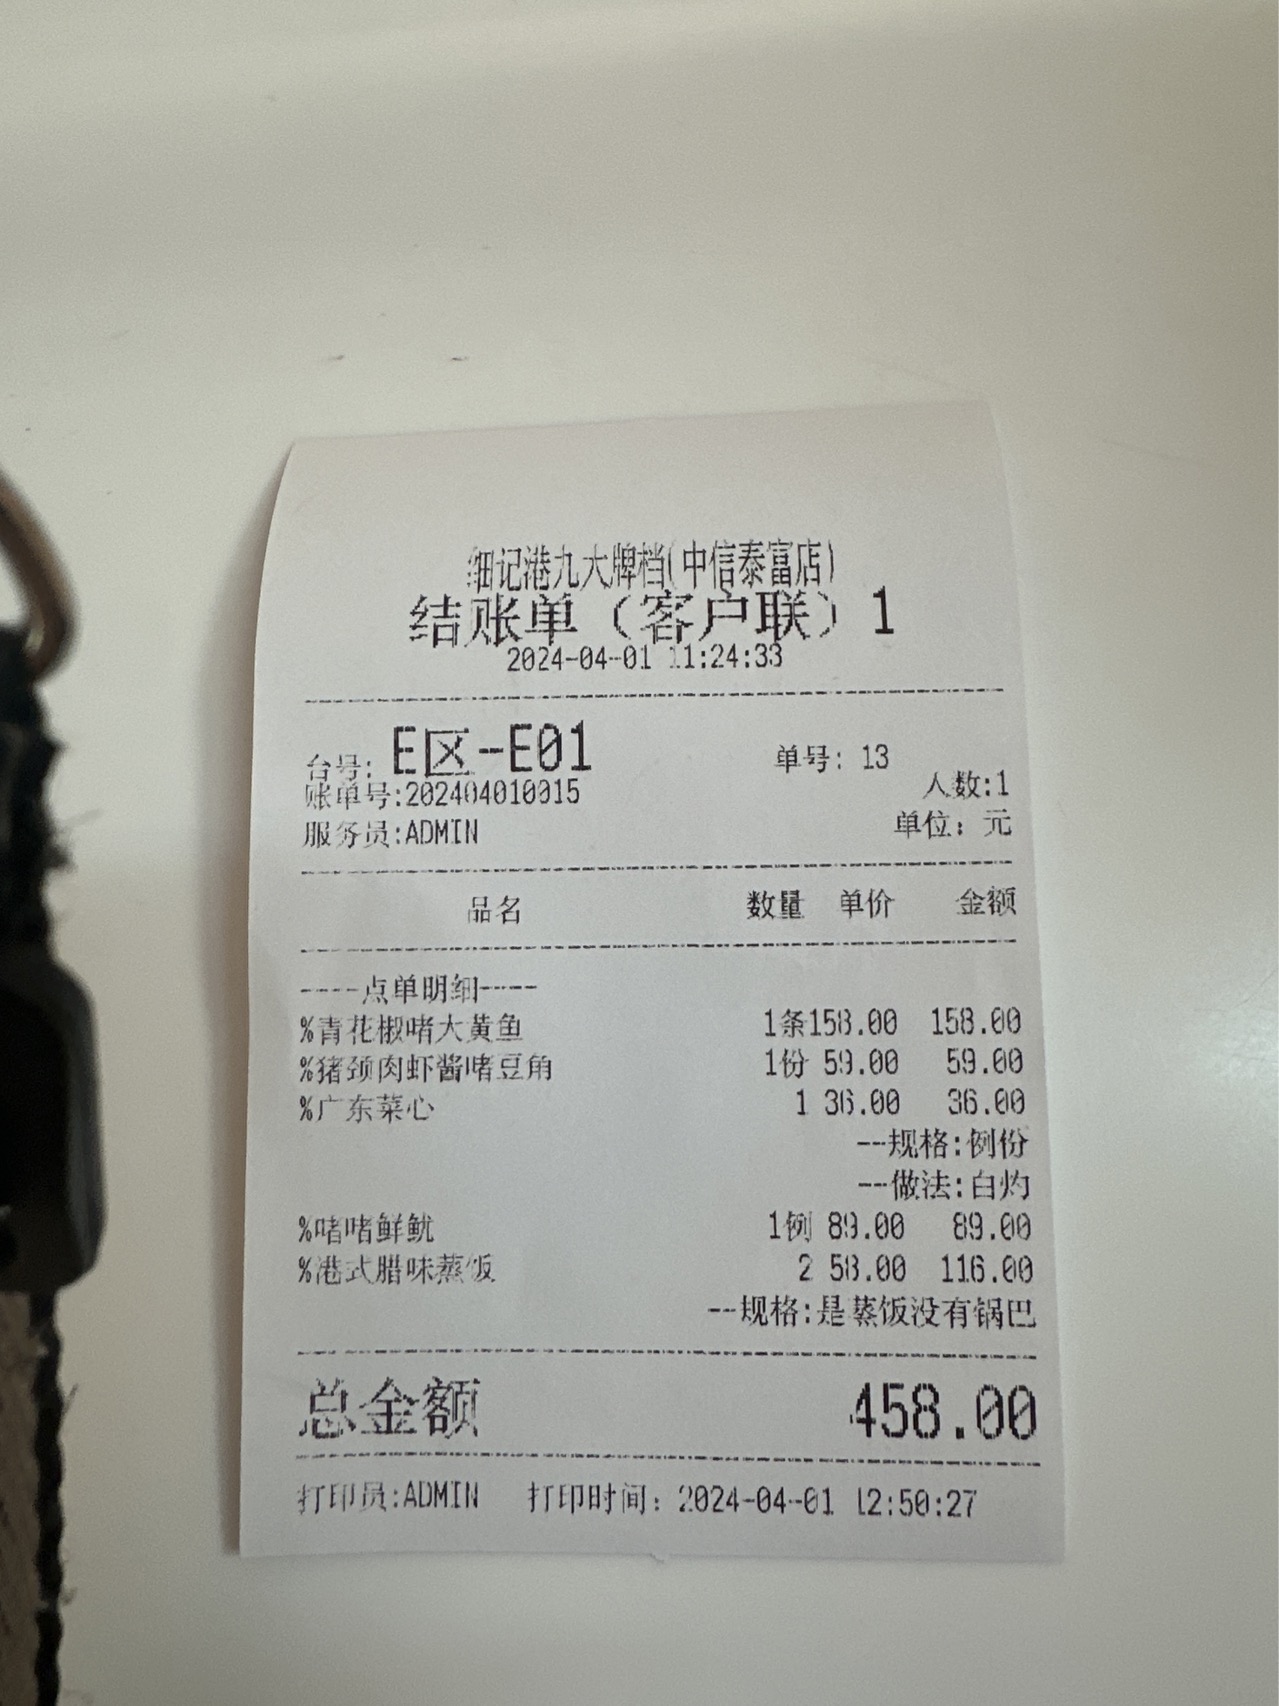 细记港九大牌档(中信泰富店)
结账单（客户联）1
2024-04-01 11:24:33
台号: E区-E01 单号: 13
账单号:202404010015 人数:1
服务员:ADMIN 单位: 元
品名 数量 单价 金额
----点单明细----
%青花椒啫大黄鱼 1条158.00 158.00
%猪颈肉虾酱啫豆角 1份 59.00 59.00
%广东菜心 1 36.00 36.00
--规格:例份
--做法:白灼
%啫啫鲜鱿 1例 89.00 89.00
%港式腊味蒸饭 2 58.00 116.00
--规格:是蒸饭没有锅巴
总金额 458.00
打印员:ADMIN 打印时间: 2024-04-01 12:50:27